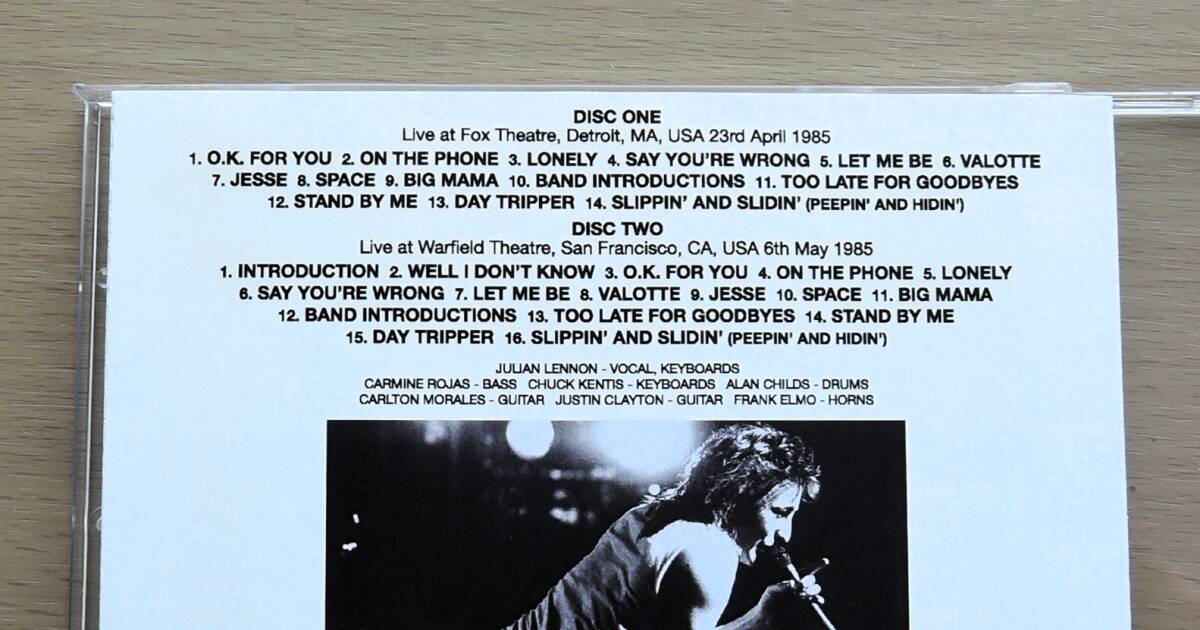 DISC ONE
Live at Fox Theatre, Detroit, MA, USA 23rd April 1985
1. O.K. FOR YOU 2. ON THE PHONE 3. LONELY 4. SAY YOU'RE WRONG 5. LET ME BE 6. VALOTTE
7. JESSE 8. SPACE 9. BIG MAMA 10. BAND INTRODUCTIONS 11. TOO LATE FOR GOODBYES
12. STAND BY ME 13. DAY TRIPPER 14. SLIPPIN' AND SLIDIN' (PEEPIN' AND HIDIN')
DISC TWO
Live at Warfield Theatre, San Francisco, CA, USA 6th May 1985
1. INTRODUCTION 2. WELL I DON'T KNOW 3. O.K. FOR YOU 4. ON THE PHONE 5. LONELY
6. SAY YOU'RE WRONG 7. LET ME BE 8. VALOTTE 9. JESSE 10. SPACE 11. BIG MAMA
12. BAND INTRODUCTIONS 13. TOO LATE FOR GOODBYES 14. STAND BY ME
15. DAY TRIPPER 16. SLIPPIN' AND SLIDIN' (PEEPIN' AND HIDIN')
JULIAN LENNON - VOCAL, KEYBOARDS
CARMINE ROJAS - BASS CHUCK KENTIS - KEYBOARDS ALAN CHILDS - DRUMS
CARLTON MORALES - GUITAR JUSTIN CLAYTON - GUITAR FRANK ELMO - HORNS